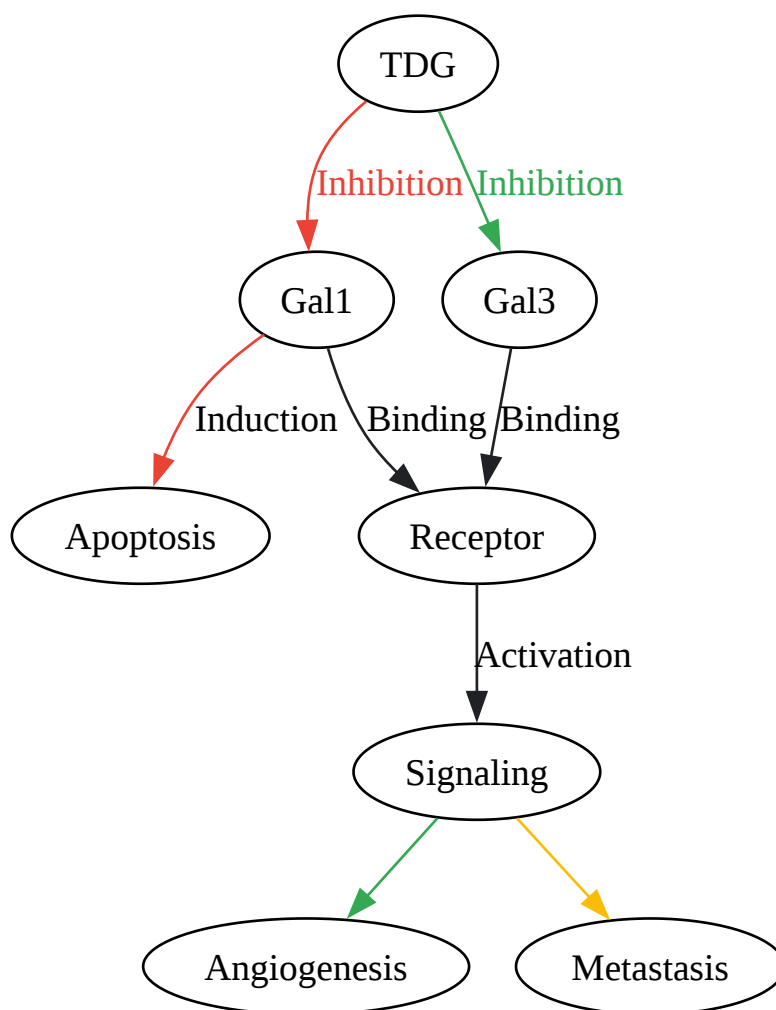 TDG
Inhibition
Inhibition
Gal1
Gal3
Induction
Binding
Binding
Apoptosis
Receptor
Activation
Signaling
Angiogenesis
Metastasis